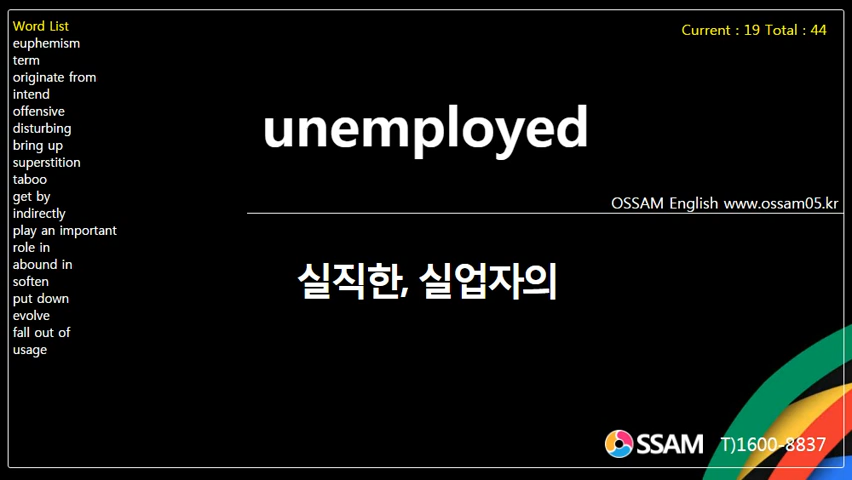 Word List
euphemism
term
originate from
intend
offensive
disturbing
bring up
superstition
taboo
get by
indirectly
play an important
role in
abound in
soften
put down
evolve
fall out of
usage
Current : 19 Total : 44
unemployed
OSSAM English www.ossam05.kr
실직한, 실업자의
OSSAM T)1600-8837